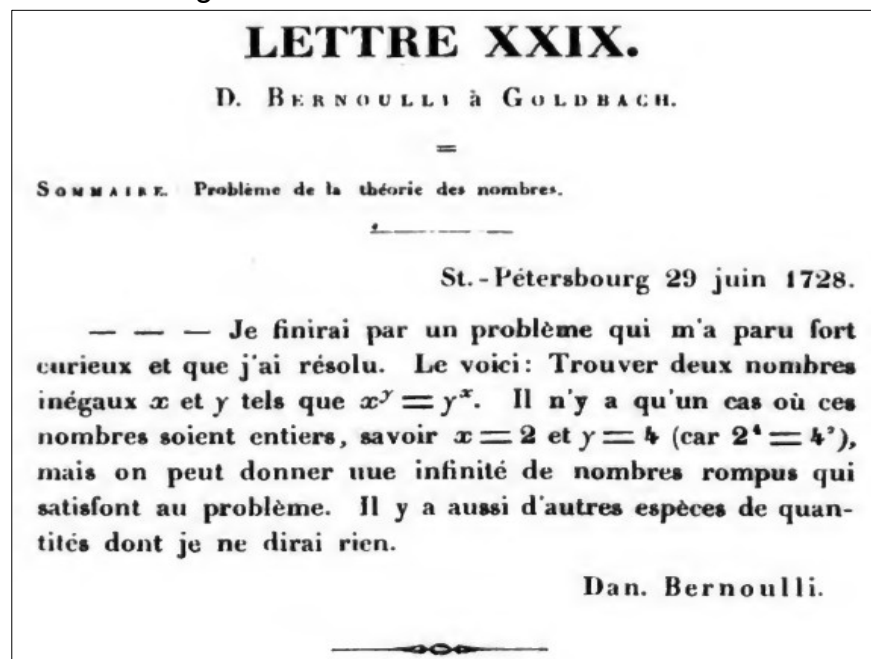 LETTRE XXIX.
D. BERNOULLI à GOLDBACH.
SOMMAIRE. Problème de la théorie des nombres.
St.-Pétersbourg 29 juin 1728.
— — — Je finirai par un problème qui m'a paru fort
curieux et que j'ai résolu. Le voici: Trouver deux nombres
inégaux x et y tels que x^y = y^x. Il n'y a qu'un cas où ces
nombres soient entiers, savoir x = 2 et y = 4 (car 2⁴ = 4²),
mais on peut donner uue infinité de nombres rompus qui
satisfont au problème. Il y a aussi d'autres espèces de quan-
tités dont je ne dirai rien.
Dan. Bernoulli.